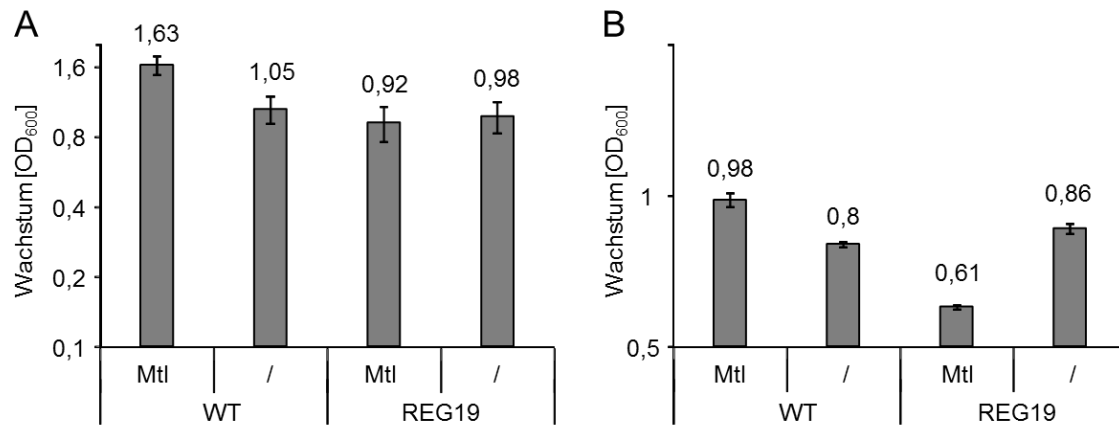 A
Wachstum [OD600]
1,6
0,8
0,4
0,2
0,1
1,63
1,05
0,92
0,98
Mtl / Mtl /
WT REG19
B
Wachstum [OD600]
1
0,5
0,98
0,8
0,61
0,86
Mtl / Mtl /
WT REG19